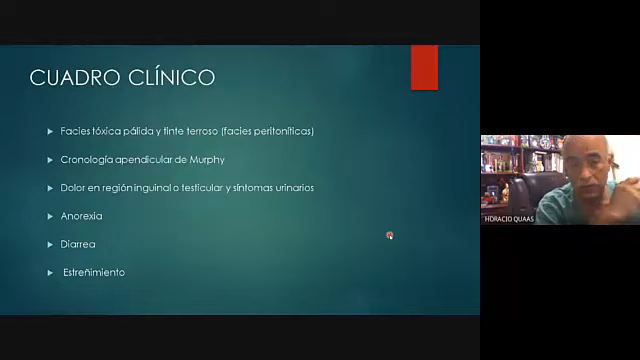 CUADRO CLÍNICO
Facies tóxica pálida y tinte terroso (facies peritoníticas)
Cronología apendicular de Murphy
Dolor en región inguinal o testicular y síntomas urinarios
Anorexia
Diarrea
Estreñimiento
HORACIO QUAAS